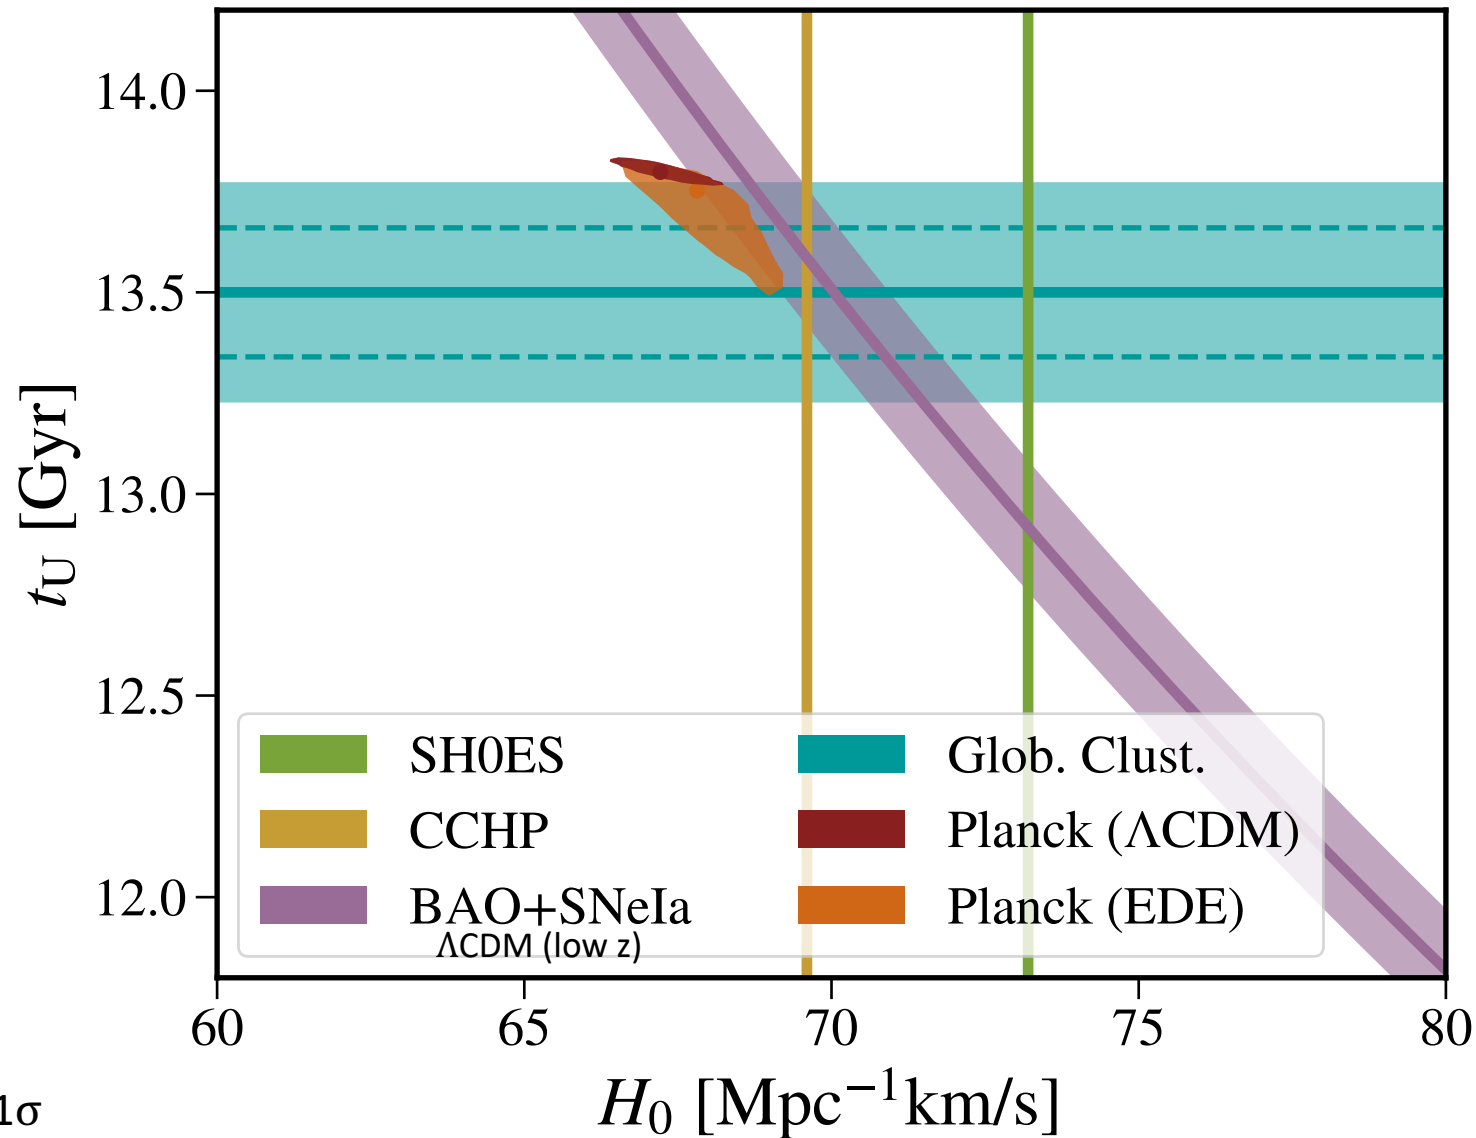 14.0
13.5
13.0
12.5
12.0
t_U [Gyr]
SH0ES
CCHP
BAO+SNeIa
ΛCDM (low z)
Glob. Clust.
Planck (ΛCDM)
Planck (EDE)
60 65 70 75 80
H₀ [Mpc⁻¹km/s]
1σ